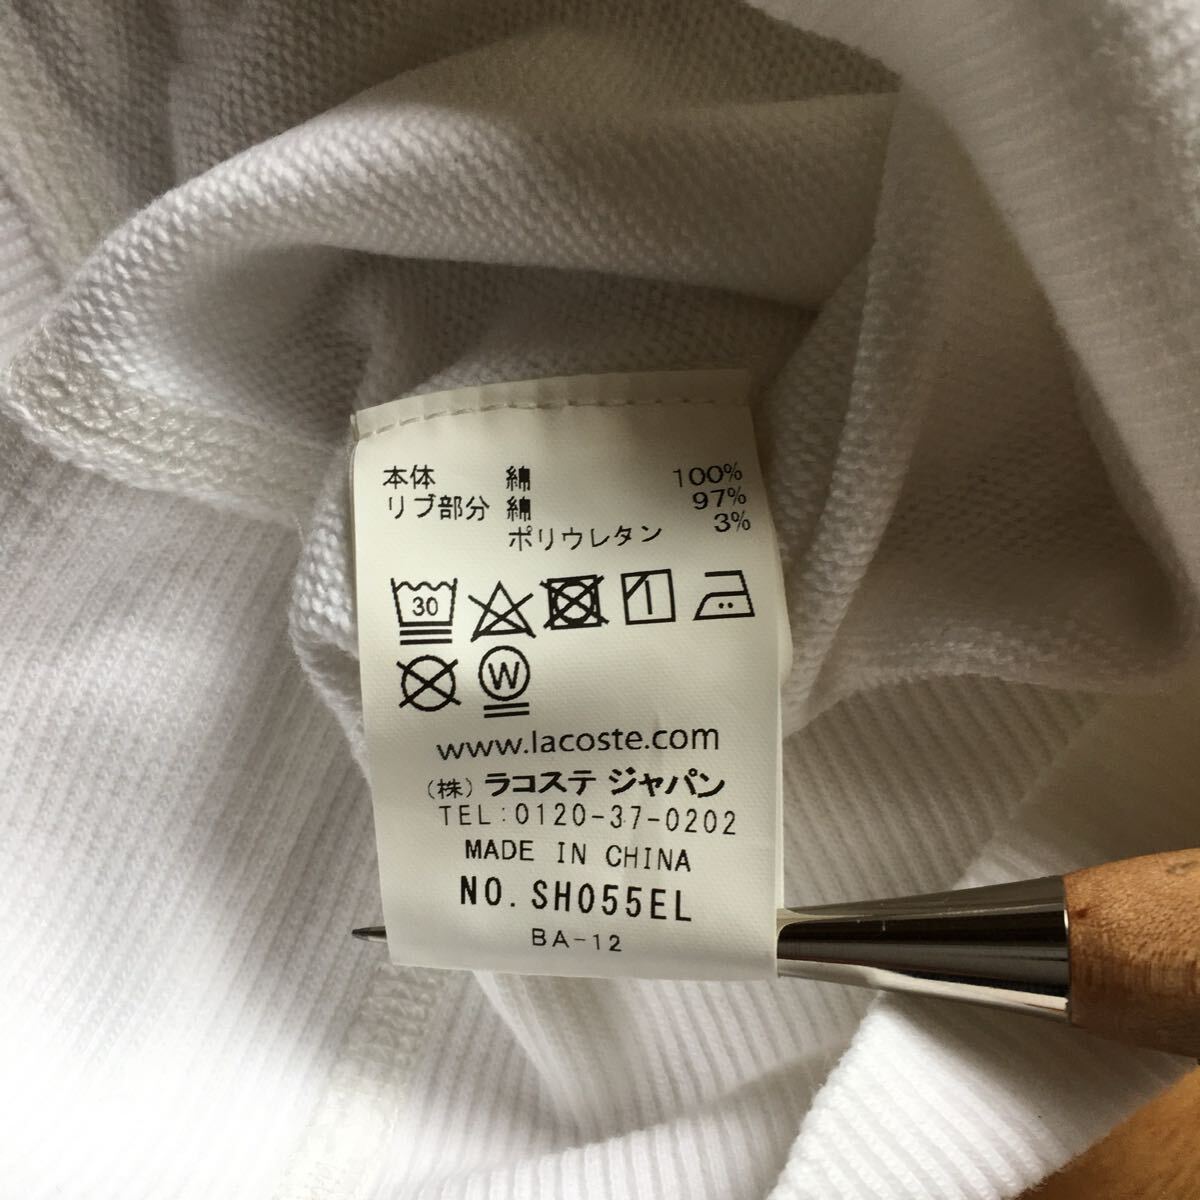 本体 綿 100%
リブ部分 綿 97%
ポリウレタン 3%
30
W
www.lacoste.com
(株) ラコステ ジャパン
TEL:0120-37-0202
MADE IN CHINA
NO. SH055EL
BA-12